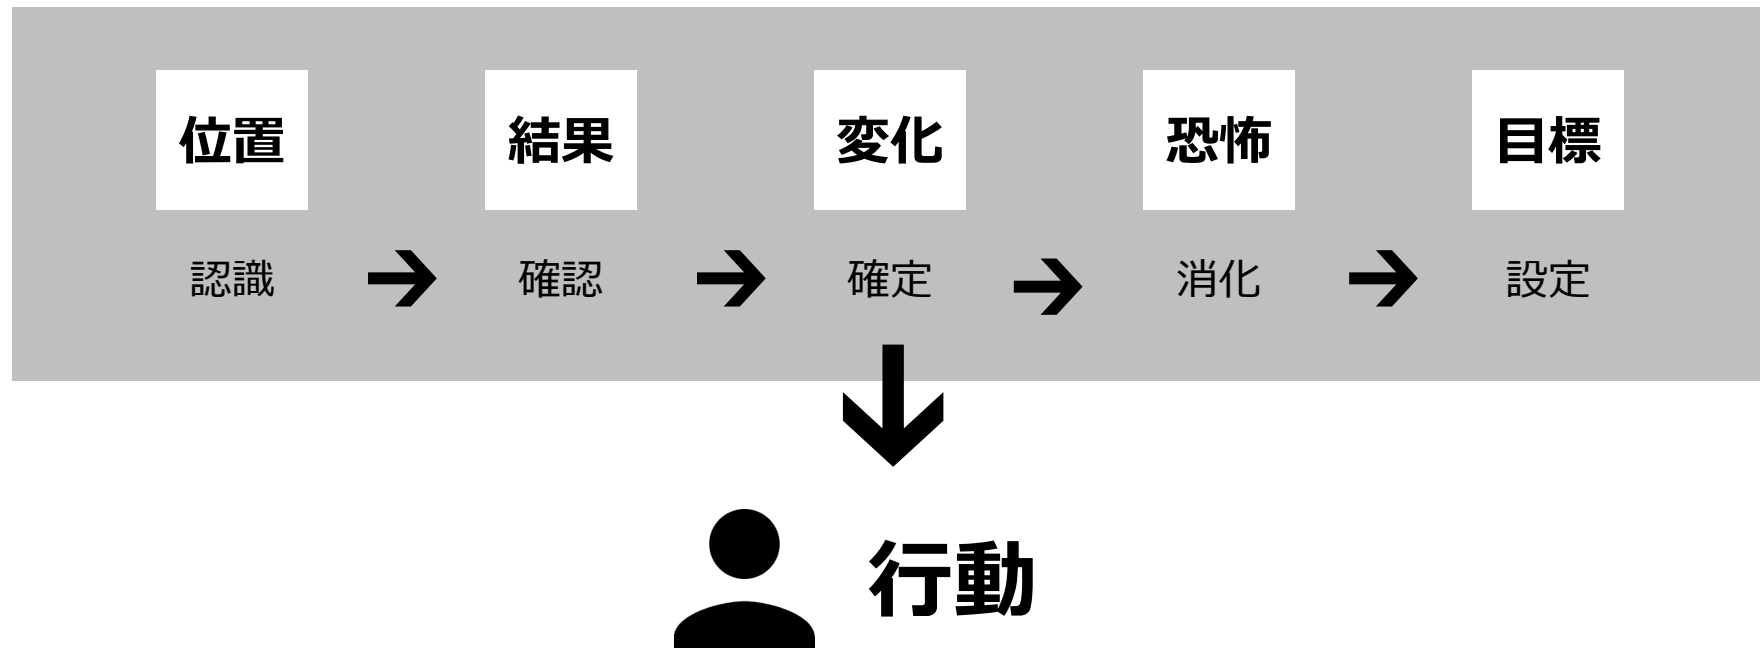 位置 結果 変化 恐怖 目標
認識 確認 確定 消化 設定
行動